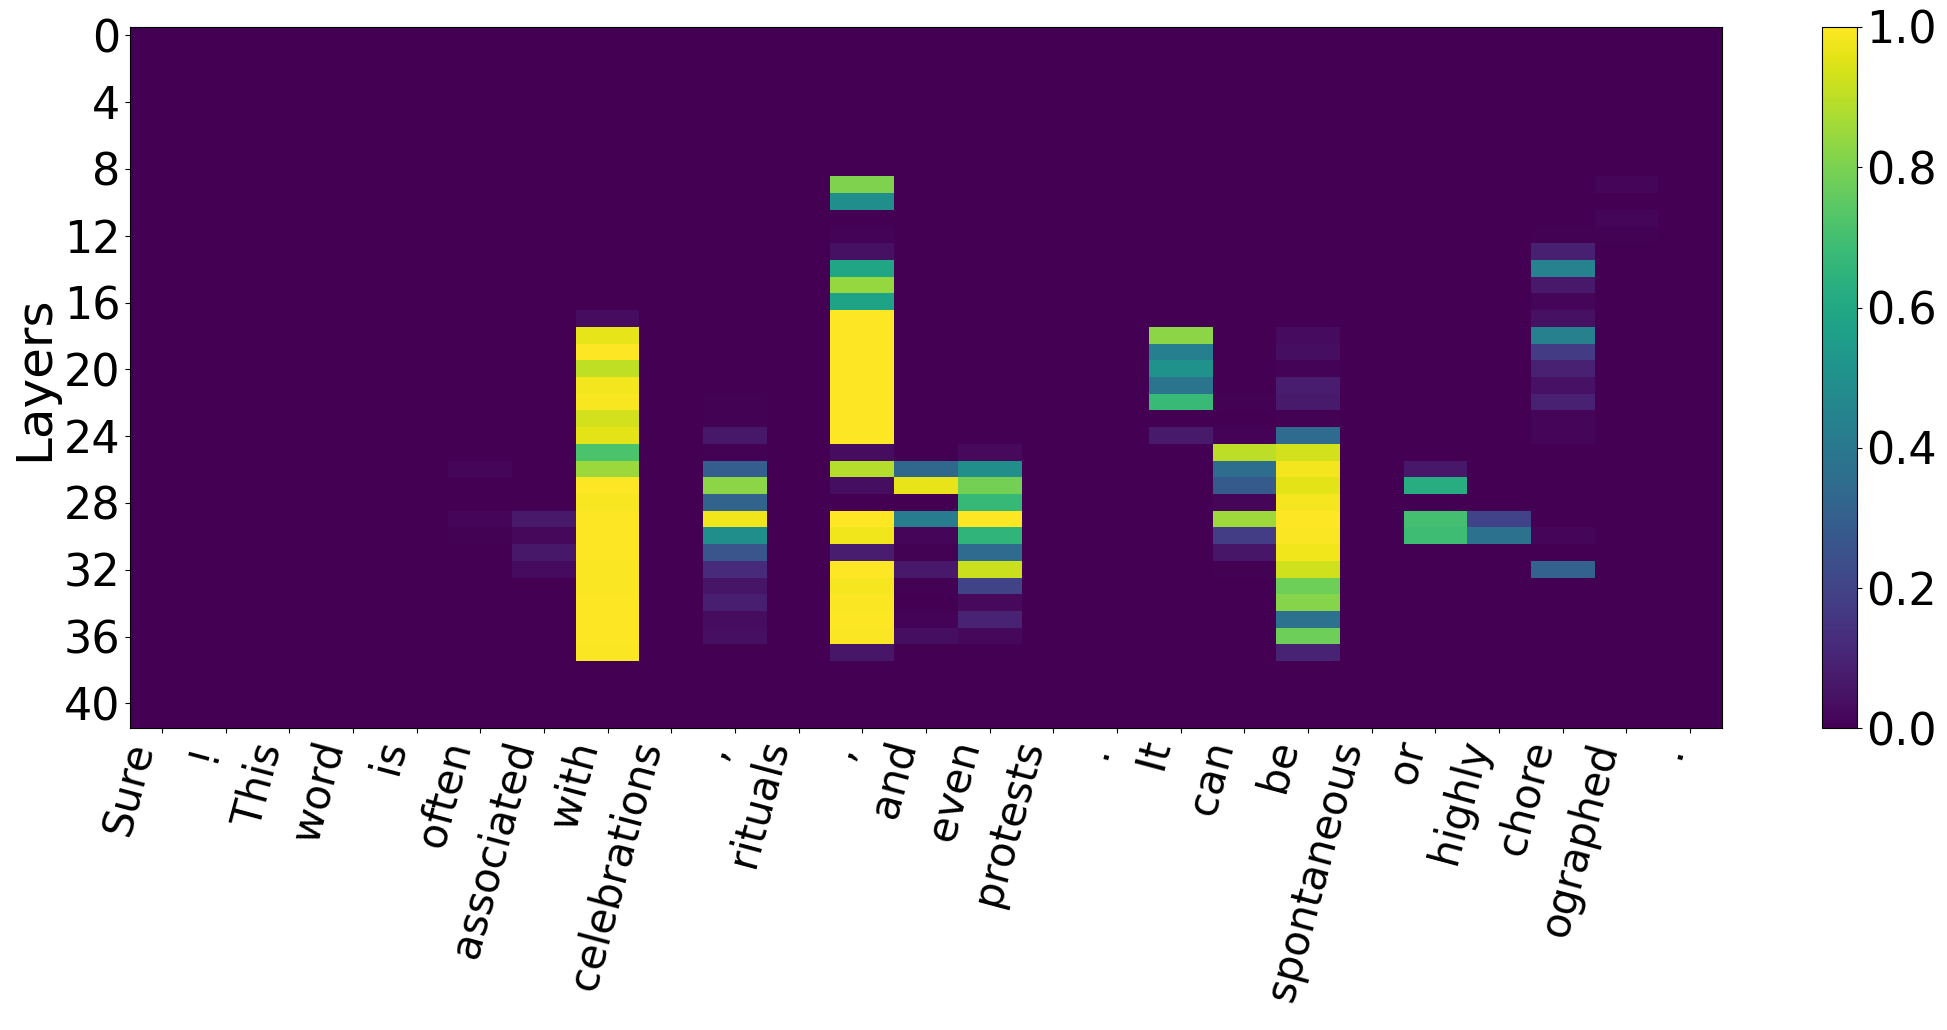 0
4
8
12
16
20
24
28
32
36
40
Layers
Sure
!
This
word
is
often
associated
with
celebrations
,
rituals
,
and
even
protests
.
It
can
be
spontaneous
or
highly
chore
ographed
.
1.0
0.8
0.6
0.4
0.2
0.0